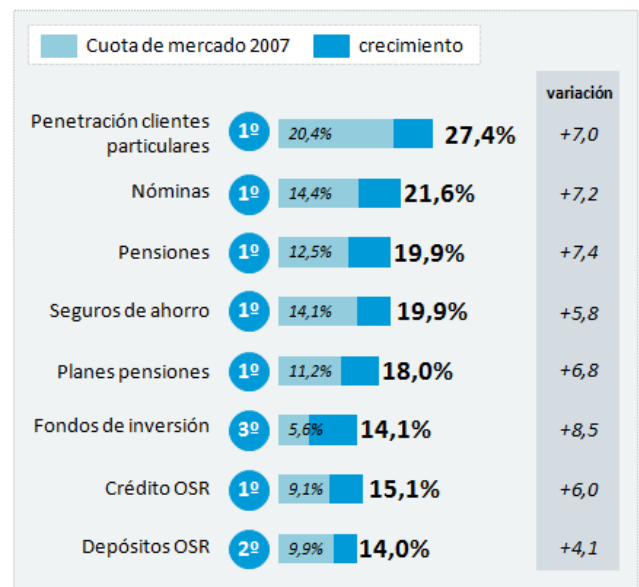 Cuota de mercado 2007 crecimiento
variación
Penetración clientes
particulares 1º 20,4% 27,4% +7,0
Nóminas 1º 14,4% 21,6% +7,2
Pensiones 1º 12,5% 19,9% +7,4
Seguros de ahorro 1º 14,1% 19,9% +5,8
Planes pensiones 1º 11,2% 18,0% +6,8
Fondos de inversión 3º 5,6% 14,1% +8,5
Crédito OSR 1º 9,1% 15,1% +6,0
Depósitos OSR 2º 9,9% 14,0% +4,1